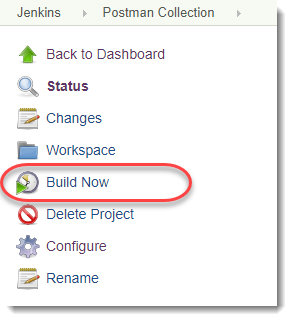 Jenkins Postman Collection
Back to Dashboard
Status
Changes
Workspace
Build Now
Delete Project
Configure
Rename